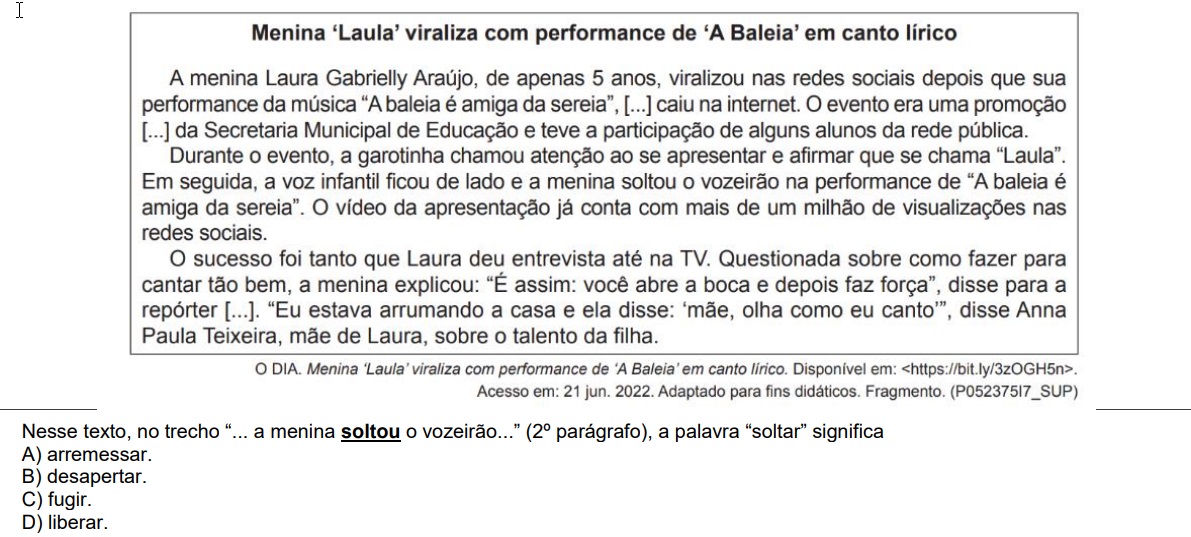 Menina ‘Laula’ viraliza com performance de ‘A Baleia’ em canto lírico
A menina Laura Gabrielly Araújo, de apenas 5 anos, viralizou nas redes sociais depois que sua
performance da música “A baleia é amiga da sereia”, [...] caiu na internet. O evento era uma promoção
[...] da Secretaria Municipal de Educação e teve a participação de alguns alunos da rede pública.
Durante o evento, a garotinha chamou atenção ao se apresentar e afirmar que se chama “Laula”.
Em seguida, a voz infantil ficou de lado e a menina soltou o vozeirão na performance de “A baleia é
amiga da sereia”. O vídeo da apresentação já conta com mais de um milhão de visualizações nas
redes sociais.
O sucesso foi tanto que Laura deu entrevista até na TV. Questionada sobre como fazer para
cantar tão bem, a menina explicou: “É assim: você abre a boca e depois faz força”, disse para a
repórter [...]. “Eu estava arrumando a casa e ela disse: ‘mãe, olha como eu canto’”, disse Anna
Paula Teixeira, mãe de Laura, sobre o talento da filha.
O DIA. Menina ‘Laula’ viraliza com performance de ‘A Baleia’ em canto lírico. Disponível em: <https://bit.ly/3zOGH5n>.
Acesso em: 21 jun. 2022. Adaptado para fins didáticos. Fragmento. (P052375I7_SUP)
Nesse texto, no trecho “... a menina soltou o vozeirão...” (2º parágrafo), a palavra “soltar” significa
A) arremessar.
B) desapertar.
C) fugir.
D) liberar.